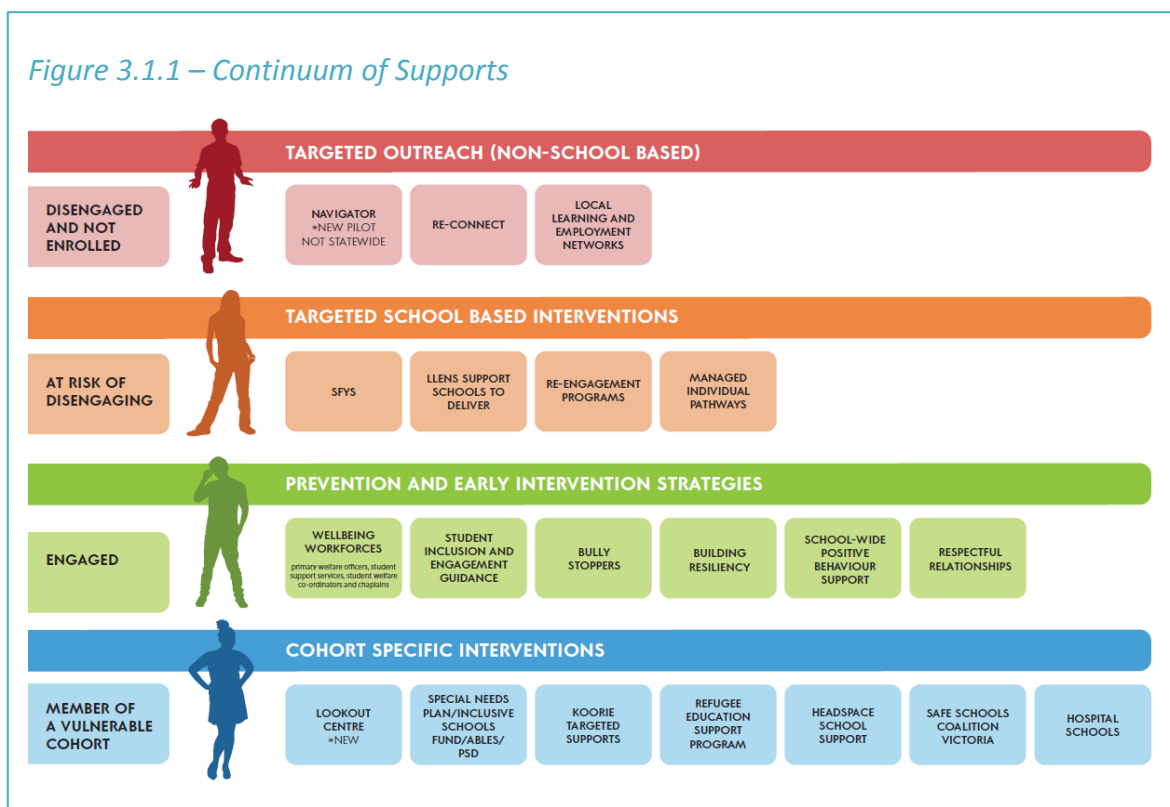 Figure 3.1.1 – Continuum of Supports
TARGETED OUTREACH (NON-SCHOOL BASED)
DISENGAGED
AND NOT
ENROLLED
NAVIGATOR
*NEW PILOT
NOT STATEWIDE
RE-CONNECT
LOCAL
LEARNING AND
EMPLOYMENT
NETWORKS
TARGETED SCHOOL BASED INTERVENTIONS
AT RISK OF
DISENGAGING
SFYS
LLENS SUPPORT
SCHOOLS TO
DELIVER
RE-ENGAGEMENT
PROGRAMS
MANAGED
INDIVIDUAL
PATHWAYS
PREVENTION AND EARLY INTERVENTION STRATEGIES
ENGAGED
WELLBEING
WORKFORCES
primary welfare officers, student
support services, student welfare
co-ordinators and chaplains
STUDENT
INCLUSION AND
ENGAGEMENT
GUIDANCE
BULLY
STOPPERS
BUILDING
RESILIENCY
SCHOOL-WIDE
POSITIVE
BEHAVIOUR
SUPPORT
RESPECTFUL
RELATIONSHIPS
COHORT SPECIFIC INTERVENTIONS
MEMBER OF
A VULNERABLE
COHORT
LOOKOUT
CENTRE
*NEW
SPECIAL NEEDS
PLAN/INCLUSIVE
SCHOOLS
FUND/ABLES/
PSD
KOORIE
TARGETED
SUPPORTS
REFUGEE
EDUCATION
SUPPORT
PROGRAM
HEADSPACE
SCHOOL
SUPPORT
SAFE SCHOOLS
COALITION
VICTORIA
HOSPITAL
SCHOOLS